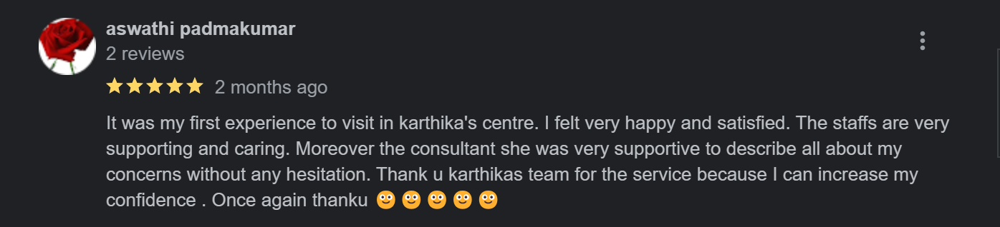 aswathi padmakumar
2 reviews
2 months ago
It was my first experience to visit in karthika's centre. I felt very happy and satisfied. The staffs are very
supporting and caring. Moreover the consultant she was very supportive to describe all about my
concerns without any hesitation. Thank u karthikas team for the service because I can increase my
confidence . Once again thanku 🙂 🙂 🙂 🙂 🙂